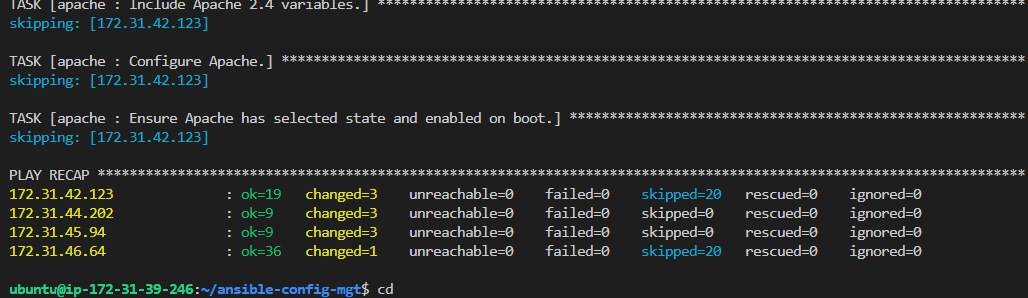 TASK [apache : Include Apache 2.4 variables.] *********************************************************************************
skipping: [172.31.42.123]
TASK [apache : Configure Apache.] *********************************************************************************************
skipping: [172.31.42.123]
TASK [apache : Ensure Apache has selected state and enabled on boot.] *********************************************************
skipping: [172.31.42.123]
PLAY RECAP ********************************************************************************************************************
172.31.42.123 : ok=19 changed=3 unreachable=0 failed=0 skipped=20 rescued=0 ignored=0
172.31.44.202 : ok=9 changed=3 unreachable=0 failed=0 skipped=0 rescued=0 ignored=0
172.31.45.94 : ok=9 changed=3 unreachable=0 failed=0 skipped=0 rescued=0 ignored=0
172.31.46.64 : ok=36 changed=1 unreachable=0 failed=0 skipped=20 rescued=0 ignored=0
ubuntu@ip-172-31-39-246:~/ansible-config-mgt$ cd